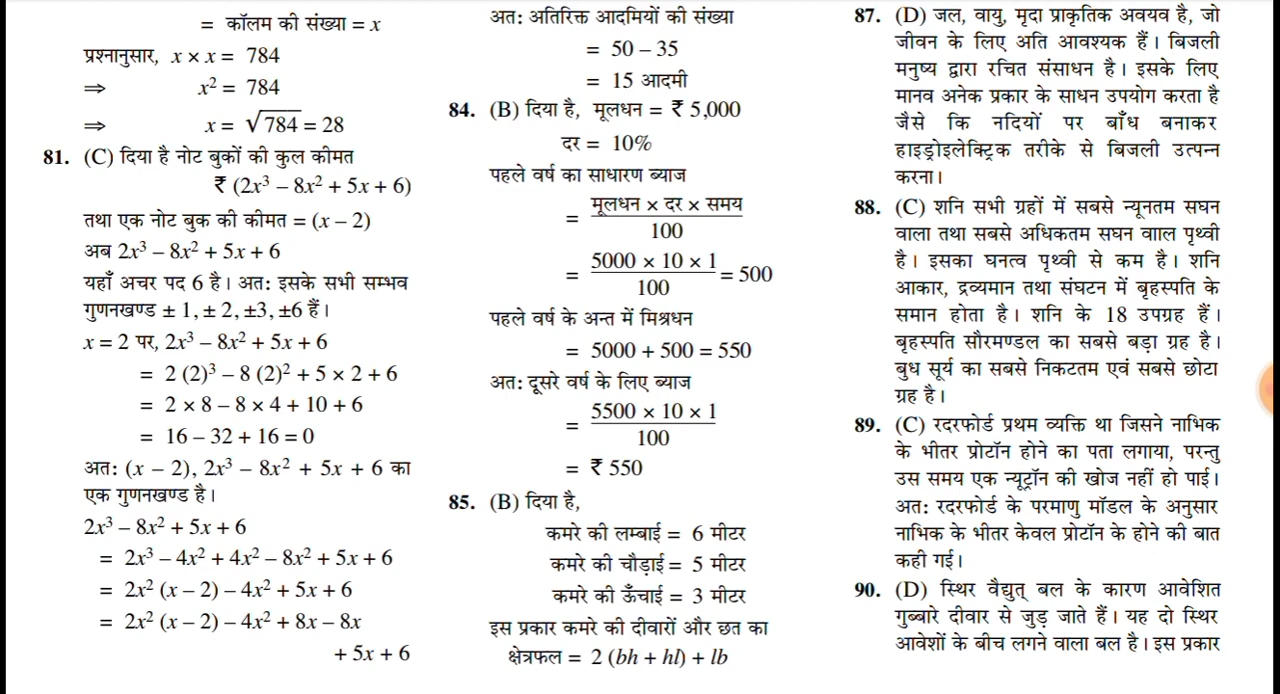 = कॉलम की संख्या = x
प्रश्नानुसार, x × x = 784
⇒ x² = 784
⇒ x = √784 = 28
81. (C) दिया है नोट बुकों की कुल कीमत
₹ (2x³ – 8x² + 5x + 6)
तथा एक नोट बुक की कीमत = (x – 2)
अब 2x³ – 8x² + 5x + 6
यहाँ अचर पद 6 है। अत: इसके सभी सम्भव
गुणनखण्ड ± 1, ± 2, ±3, ±6 हैं।
x = 2 पर, 2x³ – 8x² + 5x + 6
= 2 (2)³ – 8 (2)² + 5 × 2 + 6
= 2 × 8 – 8 × 4 + 10 + 6
= 16 – 32 + 16 = 0
अत: (x – 2), 2x³ – 8x² + 5x + 6 का
एक गुणनखण्ड है।
2x³ – 8x² + 5x + 6
= 2x³ – 4x² + 4x² – 8x² + 5x + 6
= 2x² (x – 2) – 4x² + 5x + 6
= 2x² (x – 2) – 4x² + 8x – 8x
+ 5x + 6
अत: अतिरिक्त आदमियों की संख्या
= 50 – 35
= 15 आदमी
84. (B) दिया है, मूलधन = ₹ 5,000
दर = 10%
पहले वर्ष का साधारण ब्याज
= मूलधन × दर × समय
100
= 5000 × 10 × 1 = 500
100
पहले वर्ष के अन्त में मिश्रधन
= 5000 + 500 = 550
अत: दूसरे वर्ष के लिए ब्याज
= 5500 × 10 × 1
100
= ₹ 550
85. (B) दिया है,
कमरे की लम्बाई = 6 मीटर
कमरे की चौड़ाई = 5 मीटर
कमरे की ऊँचाई = 3 मीटर
इस प्रकार कमरे की दीवारों और छत का
क्षेत्रफल = 2 (bh + hl) + lb
87. (D) जल, वायु, मृदा प्राकृतिक अवयव है, जो
जीवन के लिए अति आवश्यक हैं। बिजली
मनुष्य द्वारा रचित संसाधन है। इसके लिए
मानव अनेक प्रकार के साधन उपयोग करता है
जैसे कि नदियों पर बाँध बनाकर
हाइड्रोइलेक्ट्रिक तरीके से बिजली उत्पन्न
करना।
88. (C) शनि सभी ग्रहों में सबसे न्यूनतम सघन
वाला तथा सबसे अधिकतम सघन वााल पृथ्वी
है। इसका घनत्व पृथ्वी से कम है। शनि
आकार, द्रव्यमान तथा संघटन में बृहस्पति के
समान होता है। शनि के 18 उपग्रह हैं।
बृहस्पति सौरमण्डल का सबसे बड़ा ग्रह है।
बुध सूर्य का सबसे निकटतम एवं सबसे छोटा
ग्रह है।
89. (C) रदरफोर्ड प्रथम व्यक्ति था जिसने नाभिक
के भीतर प्रोटॉन होने का पता लगाया, परन्तु
उस समय एक न्यूट्रॉन की खोज नहीं हो पाई।
अत: रदरफोर्ड के परमाणु मॉडल के अनुसार
नाभिक के भीतर केवल प्रोटॉन के होने की बात
कही गई।
90. (D) स्थिर वैद्युत् बल के कारण आवेशित
गुब्बारे दीवार से जुड़ जाते हैं। यह दो स्थिर
आवेशों के बीच लगने वाला बल है। इस प्रकार